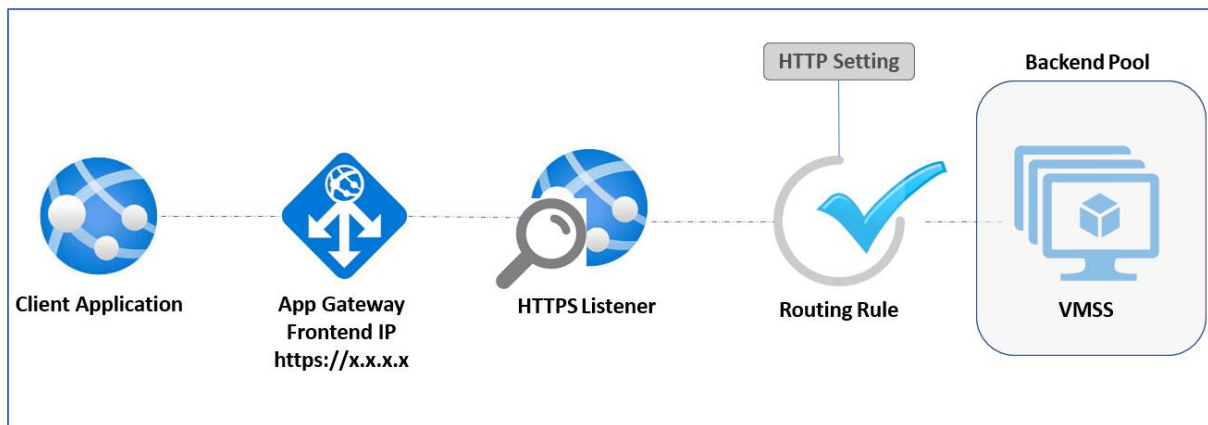 HTTP Setting
Backend Pool
Client Application
App Gateway
Frontend IP
https://x.x.x.x
HTTPS Listener
Routing Rule
VMSS